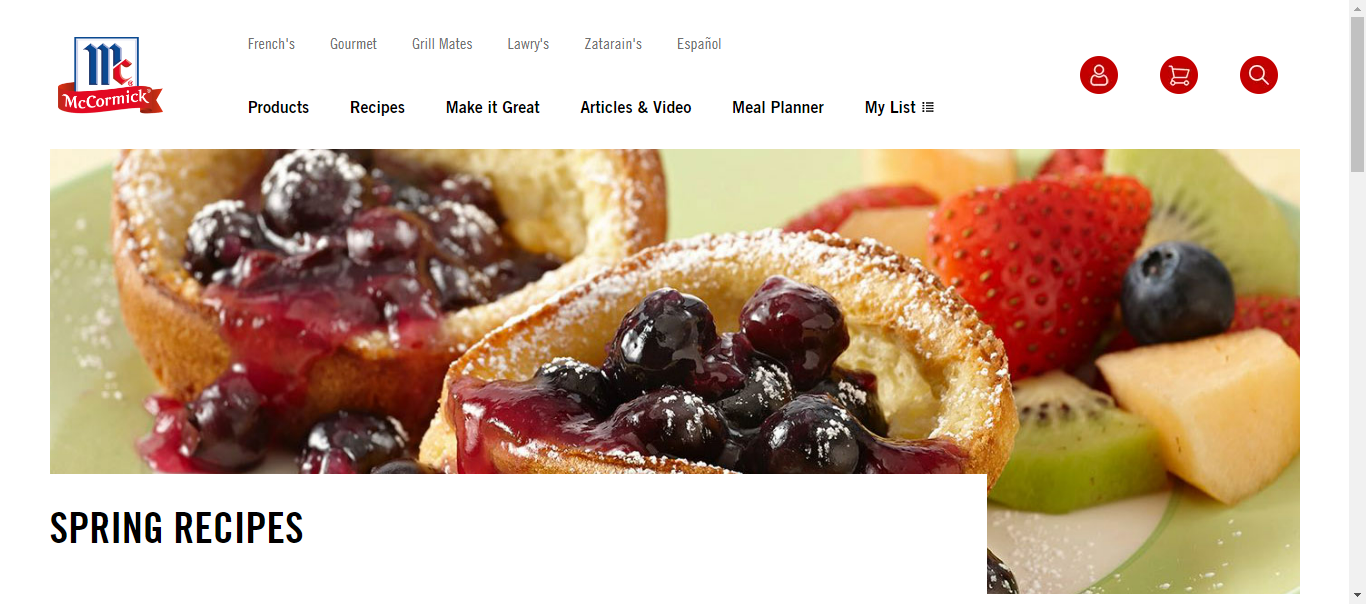 French's Gourmet Grill Mates Lawry's Zatarain's Español
Mc
McCormick®
Products Recipes Make it Great Articles & Video Meal Planner My List
SPRING RECIPES